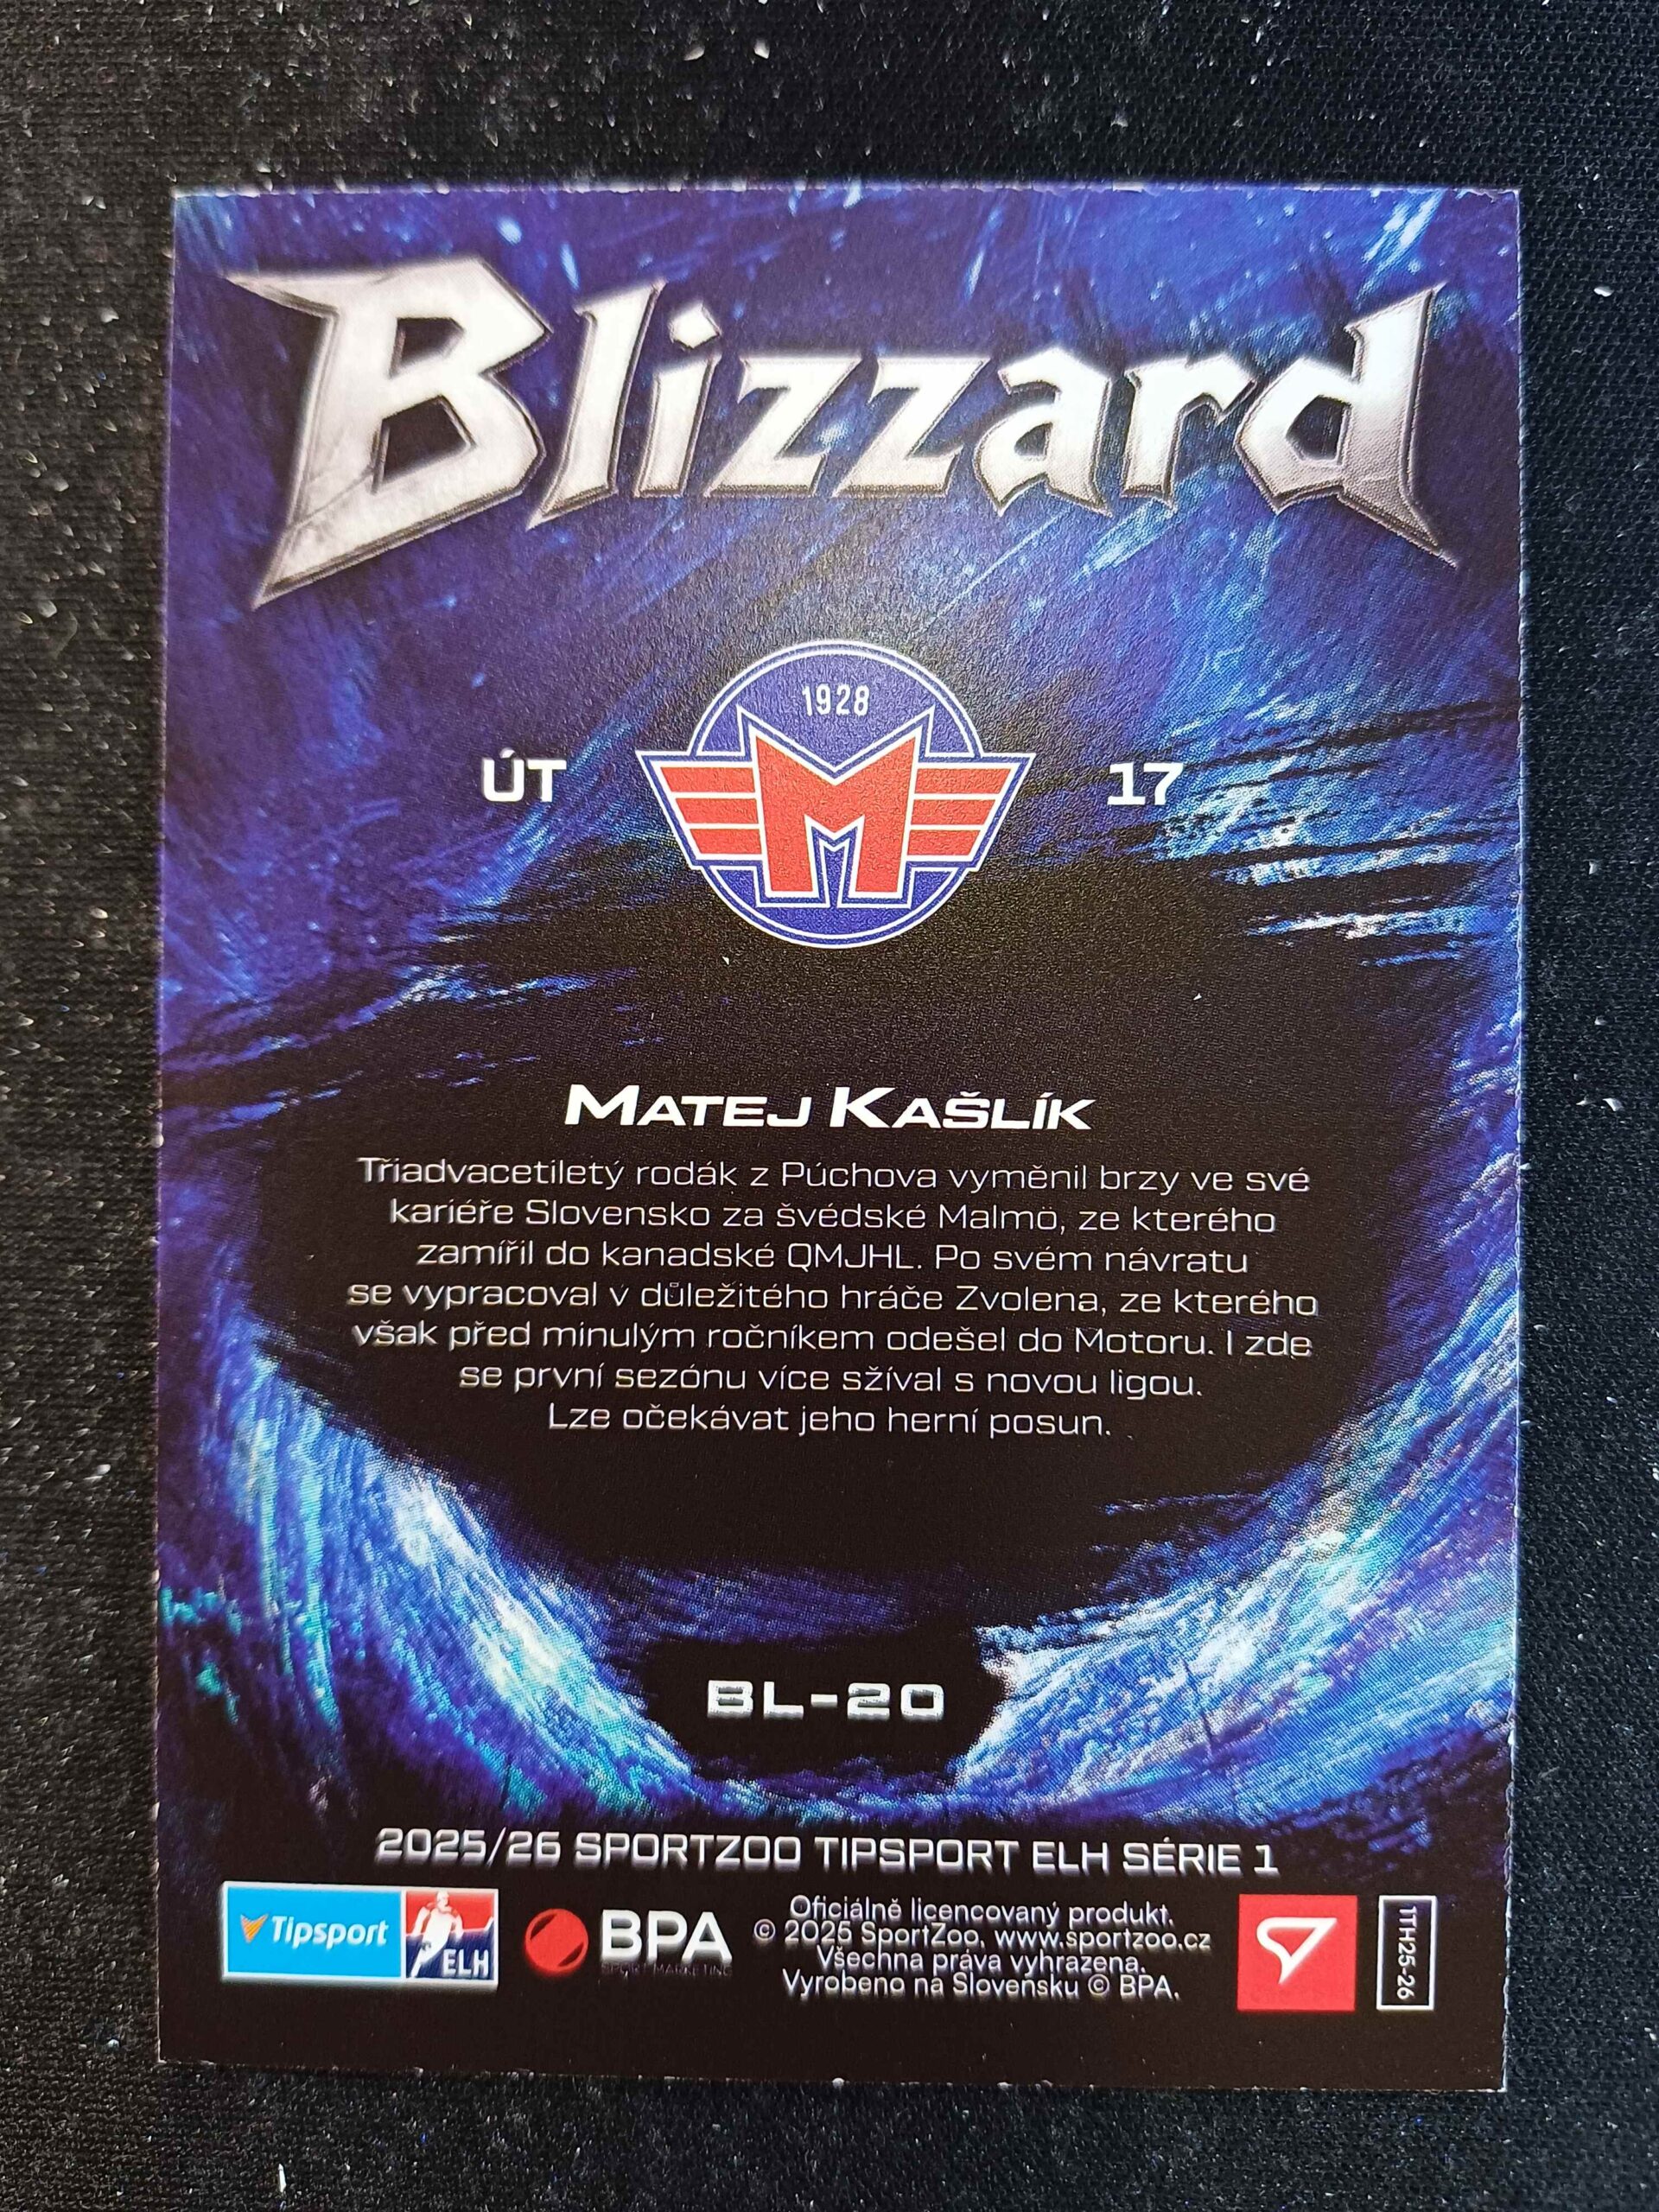 Blizzard
1928
ÚT
17
MATEJ KAŠLÍK
Třiadvacetiletý rodák z Púchova vyměnil brzy ve své
kariéře Slovensko za švédské Malmö, ze kterého
zamířil do kanadské QMJHL. Po svém návratu
se vypracoval v důležitého hráče Zvolena, ze kterého
však před minulým ročníkem odešel do Motoru. I zde
se první sezónu více sžíval s novou ligou.
Lze očekávat jeho herní posun.
BL-20
2025/26 SPORTZOO TIPSPORT ELH SÉRIE 1
Tipsport
ELH
BPA
SPORT MARKETING
Oficiálně licencovaný produkt.
© 2025 SportZoo, www.sportzoo.cz
Všechna práva vyhrazena.
Vyrobeno na Slovensku © BPA.
1TH25-26